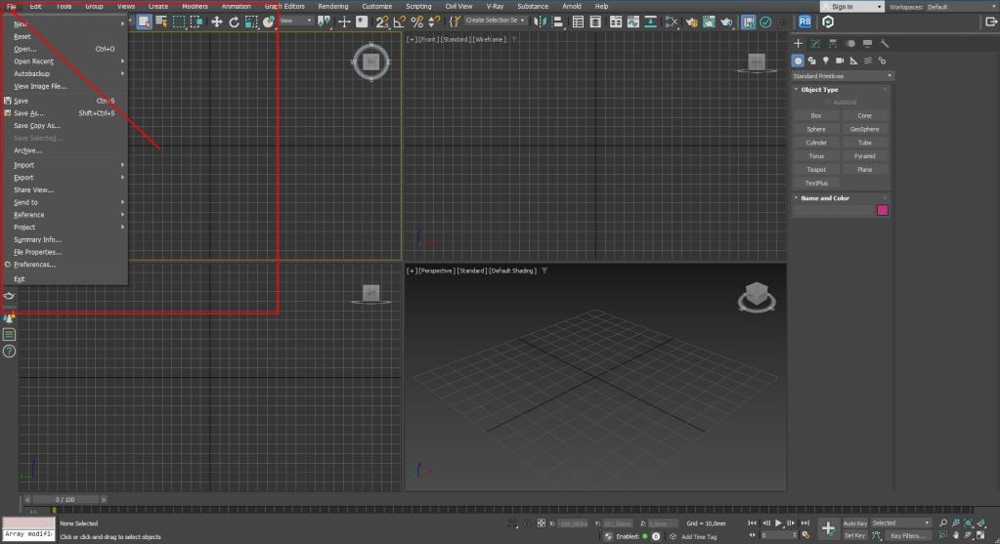 File Edit Tools Group Views Create Modifiers Animation Graph Editors Rendering Customize Scripting Civil View V-Ray Substance Arnold Help Sign In Workspaces: Default
View Create Selection Se RB
New
Reset
Open... Ctrl+O
Open Recent
Autobackup
View Image File...
Save Ctrl+S
Save As... Shift+Ctrl+S
Save Copy As...
Save Selected...
Archive...
Import
Export
Share View...
Send to
Reference
Project
Summary Info...
File Properties...
Preferences...
Exit
[+] [Front] [Standard] [Wireframe]
[+] [Perspective] [Standard] [Default Shading]
Standard Primitives
Object Type
AutoGrid
Box Cone
Sphere GeoSphere
Cylinder Tube
Torus Pyramid
Teapot Plane
TextPlus
Name and Color
< 0 / 100 >
None Selected X: Y: Z: 0,0mm Grid = 10,0mm Auto Key Selected
Array modifi Click or click-and-drag to select objects Enabled: Add Time Tag 0 Set Key Key Filters...